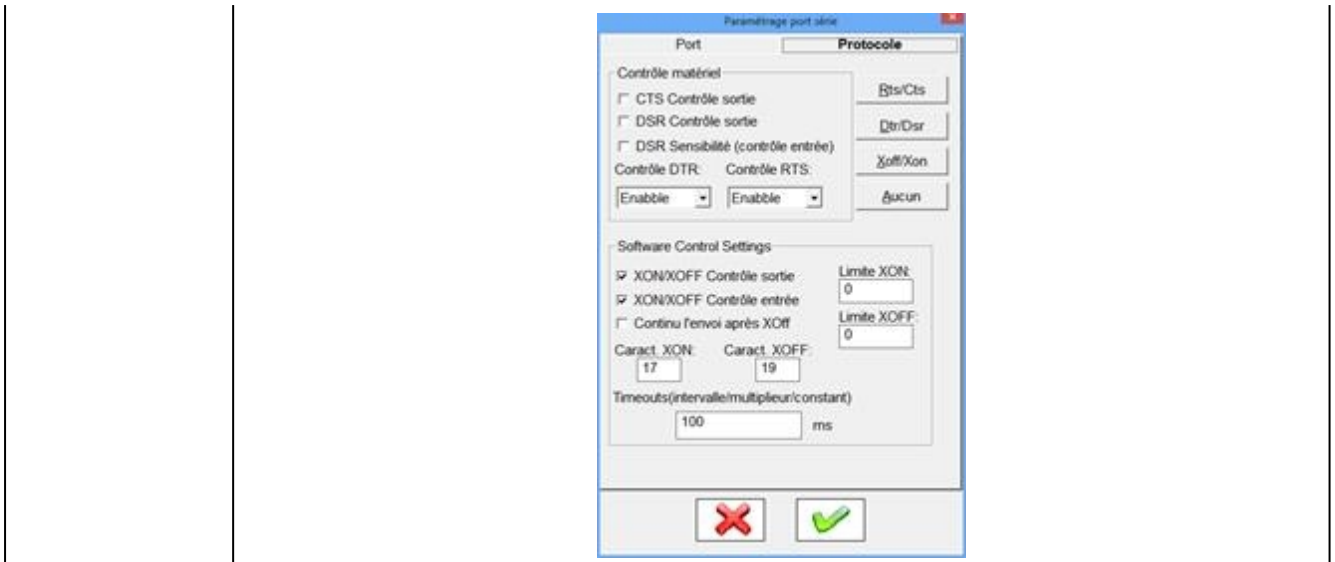 Paramétrage port série
Port Protocole
Contrôle matériel
CTS Contrôle sortie
DSR Contrôle sortie
DSR Sensibilité (contrôle entrée)
Contrôle DTR: Contrôle RTS:
Enabble Enabble
Rts/Cts
Dtr/Dsr
Xoff/Xon
Aucun
Software Control Settings
XON/XOFF Contrôle sortie
XON/XOFF Contrôle entrée
Continu l'envoi après XOff
Limite XON:
0
Limite XOFF:
0
Caract. XON: Caract. XOFF:
17 19
Timeouts(intervalle/multiplieur/constant)
100 ms